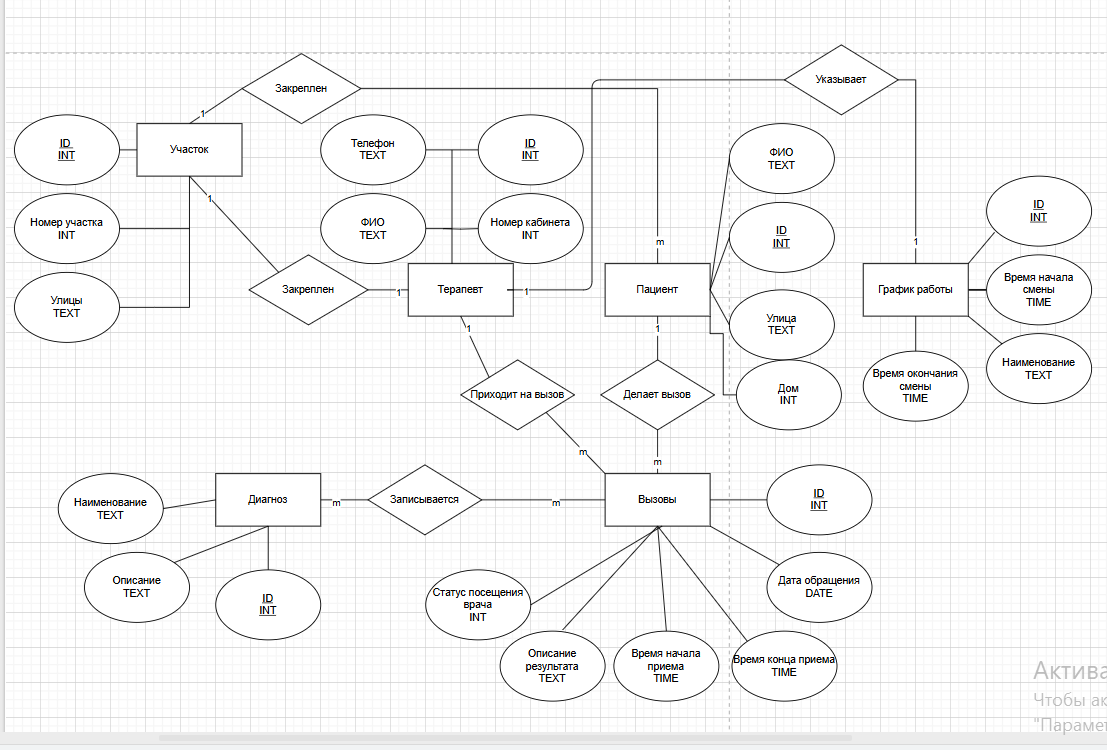 Закреплен
Указывает
1
ID
INT
Участок
Телефон
TEXT
ID
INT
ФИО
TEXT
1
Номер участка
INT
ФИО
TEXT
Номер кабинета
INT
ID
INT
ID
INT
m
1
Улицы
TEXT
Закреплен
1
Терапевт
1
Пациент
График работы
Время начала
смены
TIME
Улица
TEXT
1
1
Наименование
TEXT
Время окончания
смены
TIME
Приходит на вызов
Делает вызов
Дом
INT
m
m
Наименование
TEXT
Диагноз
m
Записывается
m
Вызовы
ID
INT
Описание
TEXT
ID
INT
Статус посещения
врача
INT
Дата обращения
DATE
Описание
результата
TEXT
Время начала
приема
TIME
Время конца приема
TIME
Актива
Чтобы ак
"Парамет